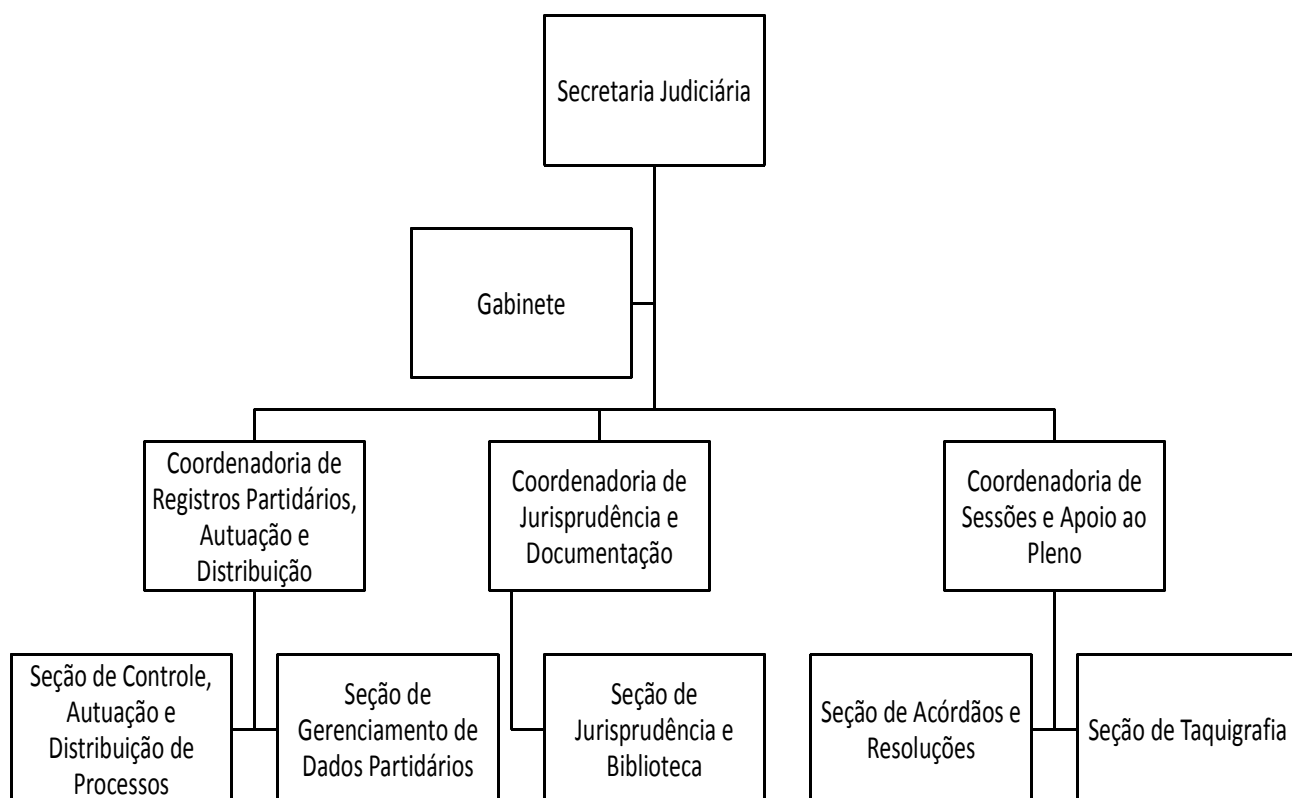 Secretaria Judiciária
Gabinete
Coordenadoria de
Registros Partidários,
Autuação e
Distribuição
Coordenadoria de
Jurisprudência e
Documentação
Coordenadoria de
Sessões e Apoio ao
Pleno
Seção de Controle,
Autuação e
Distribuição de
Processos
Seção de
Gerenciamento de
Dados Partidários
Seção de
Jurisprudência e
Biblioteca
Seção de Acórdãos e
Resoluções
Seção de Taquigrafia